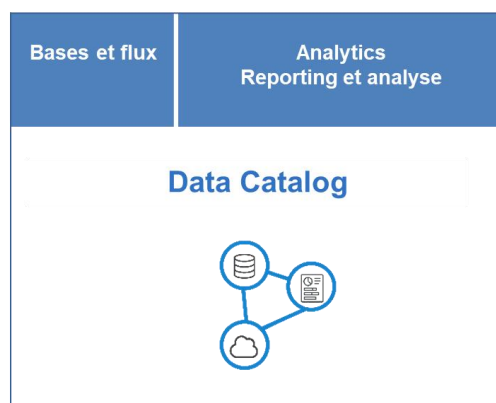 Bases et flux
Analytics
Reporting et analyse
Data Catalog